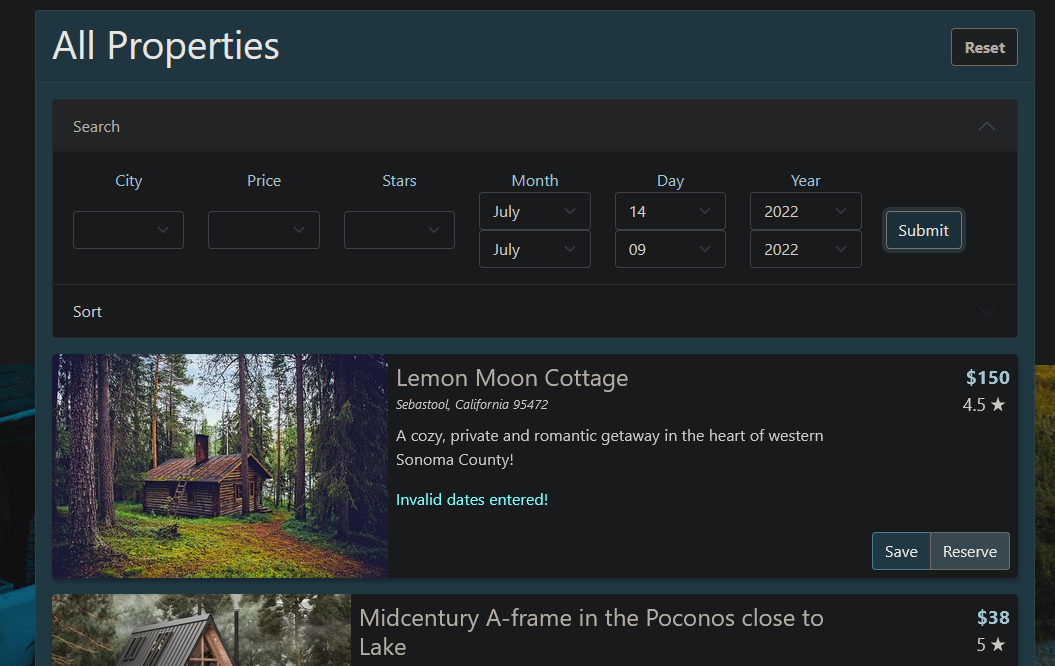 All Properties
Reset
Search
City Price Stars Month Day Year
July 14 2022
Submit
July 09 2022
Sort
Lemon Moon Cottage
$150
Sebastool, California 95472
4.5 ★
A cozy, private and romantic getaway in the heart of western
Sonoma County!
Invalid dates entered!
Save Reserve
Midcentury A-frame in the Poconos close to
Lake
$38
5 ★